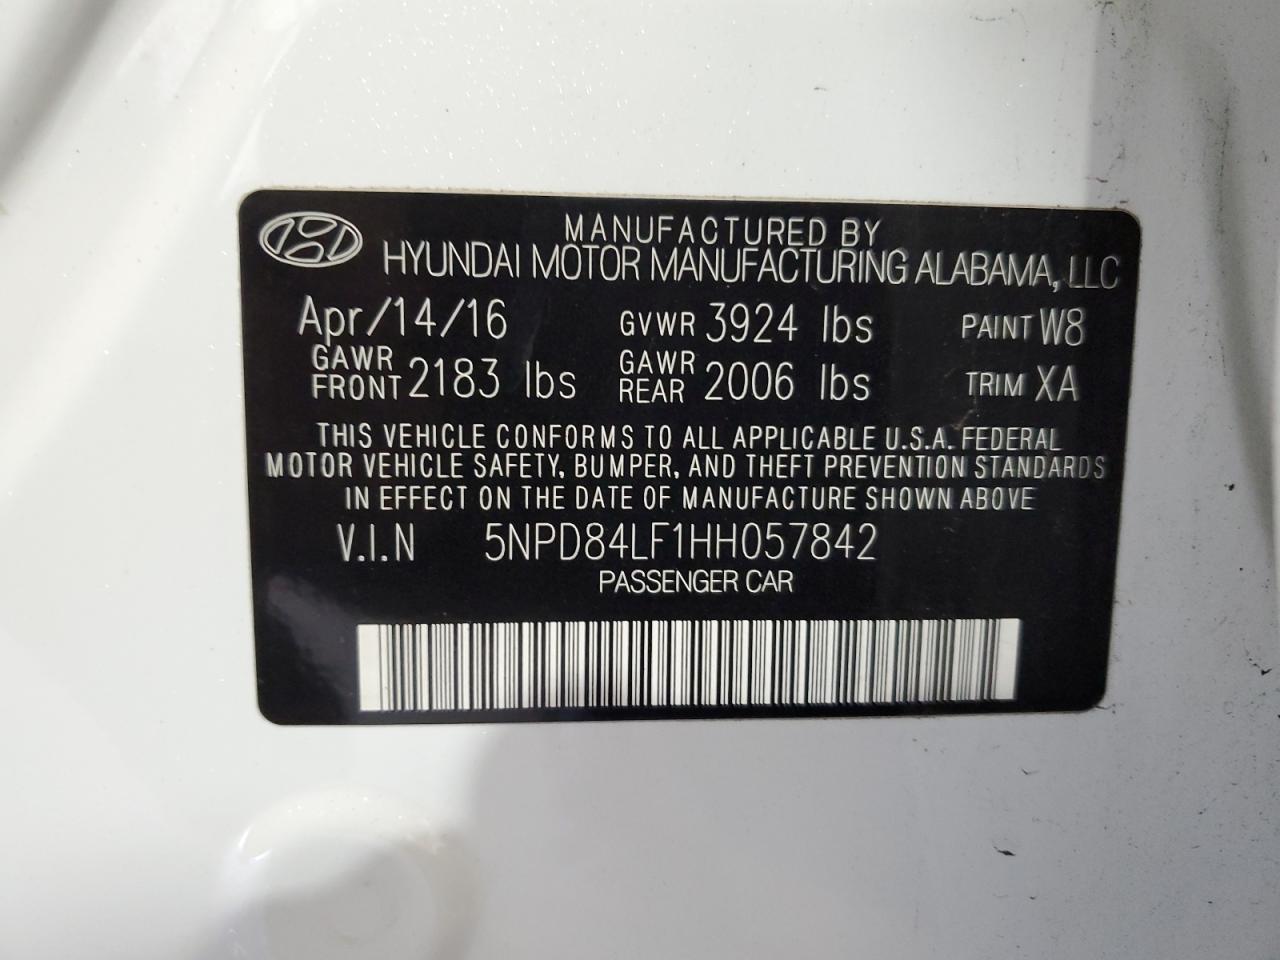 MANUFACTURED BY
HYUNDAI MOTOR MANUFACTURING ALABAMA, LLC
Apr/14/16 GVWR 3924 lbs PAINT W8
GAWR FRONT 2183 lbs GAWR REAR 2006 lbs TRIM XA
THIS VEHICLE CONFORMS TO ALL APPLICABLE U.S.A. FEDERAL
MOTOR VEHICLE SAFETY, BUMPER, AND THEFT PREVENTION STANDARDS
IN EFFECT ON THE DATE OF MANUFACTURE SHOWN ABOVE
V.I.N 5NPD84LF1HH057842
PASSENGER CAR